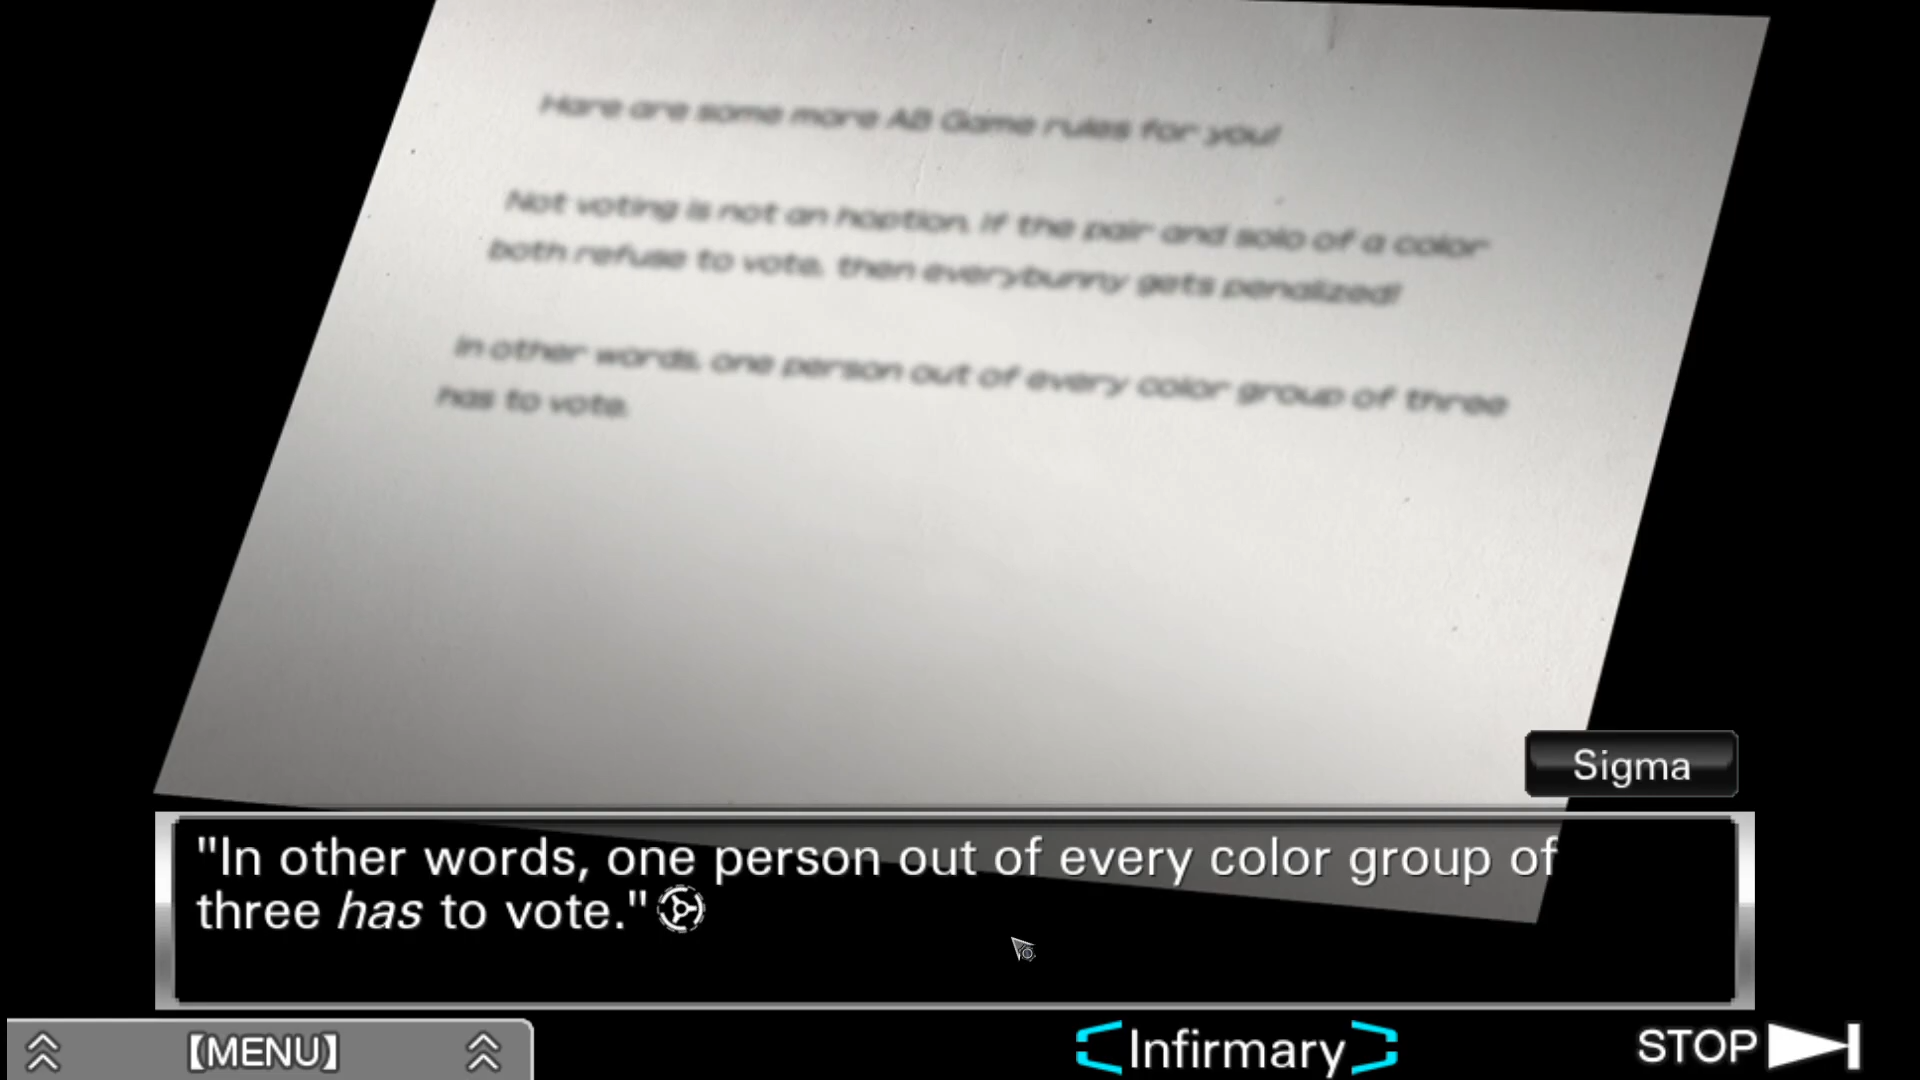 Hare are some more AB Game rules for you!
Not voting is not an hoption. If the pair and solo of a color
both refuse to vote, then everybunny gets penalized!
In other words, one person out of every color group of three
has to vote.
Sigma
"In other words, one person out of every color group of
three has to vote."
【MENU】
Infirmary
STOP